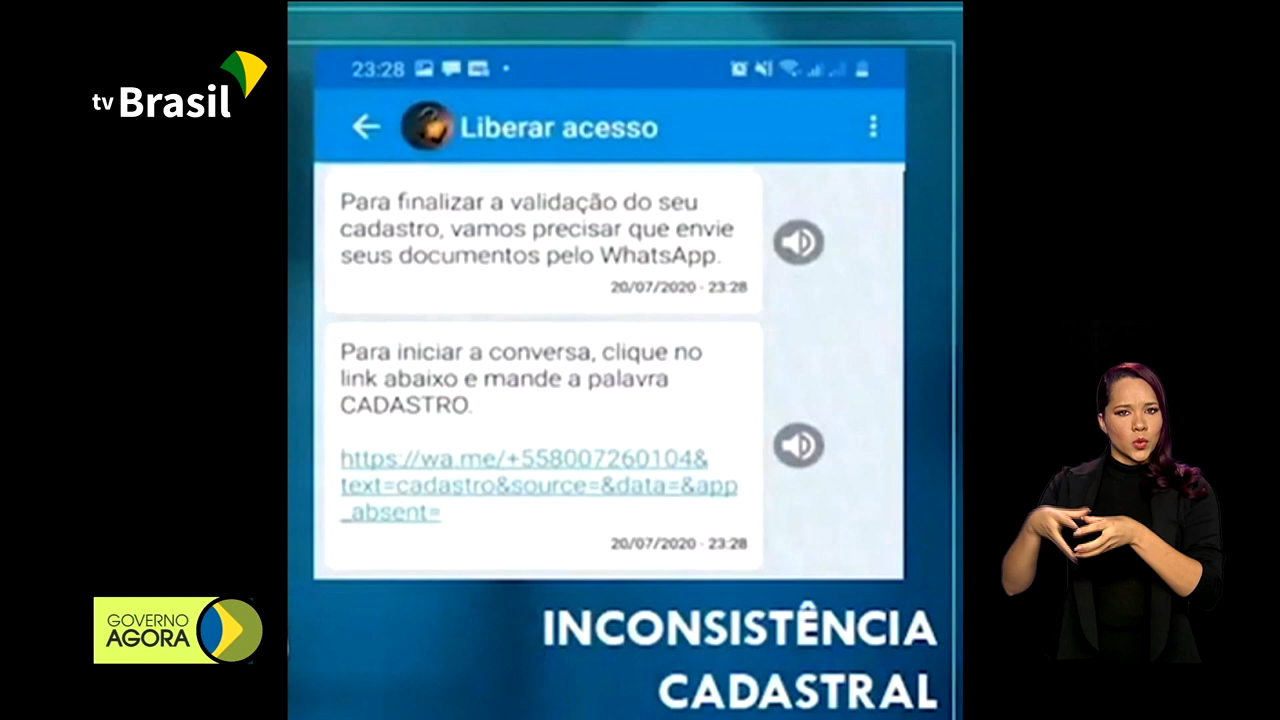 tv Brasil
23:28
Liberar acesso
Para finalizar a validação do seu
cadastro, vamos precisar que envie
seus documentos pelo WhatsApp.
20/07/2020 - 23:28
Para iniciar a conversa, clique no
link abaixo e mande a palavra
CADASTRO.
https://wa.me/+558007260104&
text=cadastro&source=&data=&app
_absent=
20/07/2020 - 23:28
GOVERNO
AGORA
INCONSISTÊNCIA
CADASTRAL